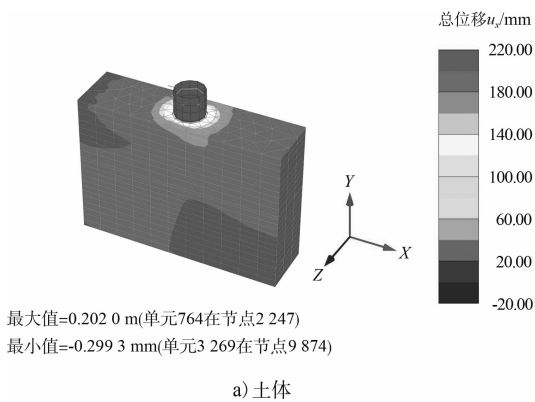 总位移uₓ/mm
220.00
180.00
140.00
100.00
60.00
20.00
-20.00
Y
X
Z
最大值=0.202 0 m(单元764在节点2 247)
最小值=-0.299 3 mm(单元3 269在节点9 874)
a) 土体